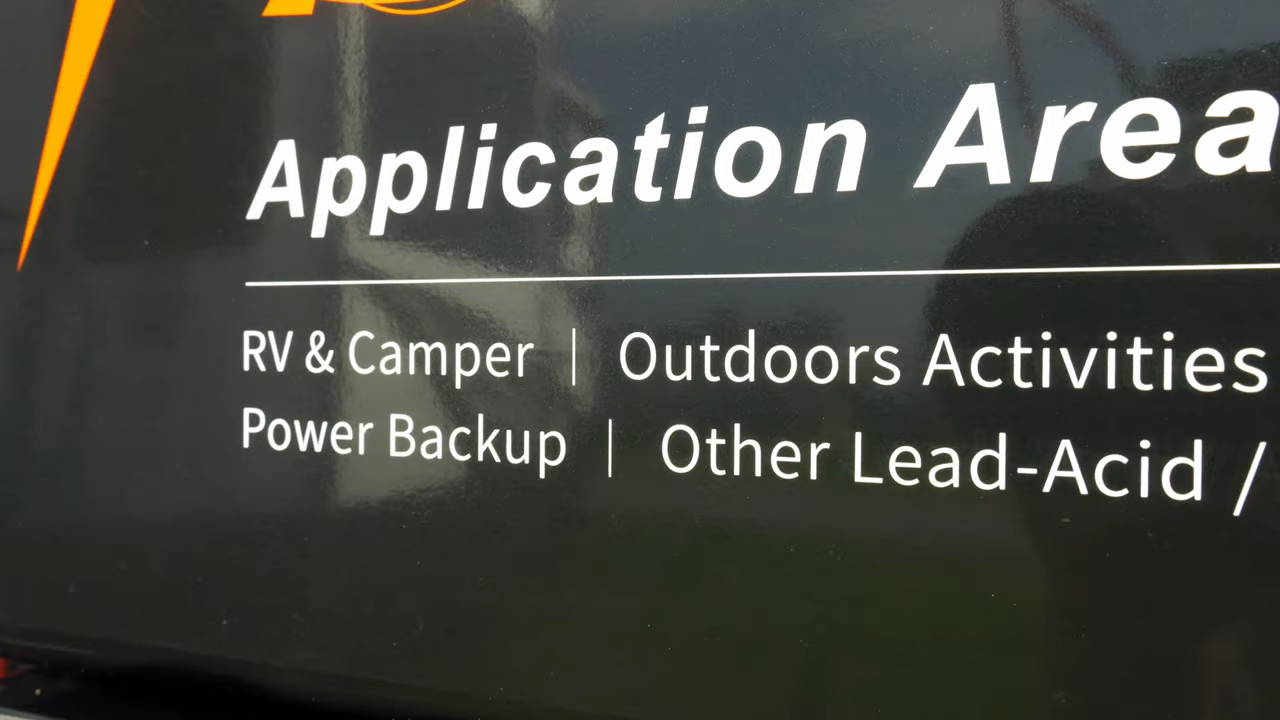 Application Area
RV & Camper | Outdoors Activities
Power Backup | Other Lead-Acid /